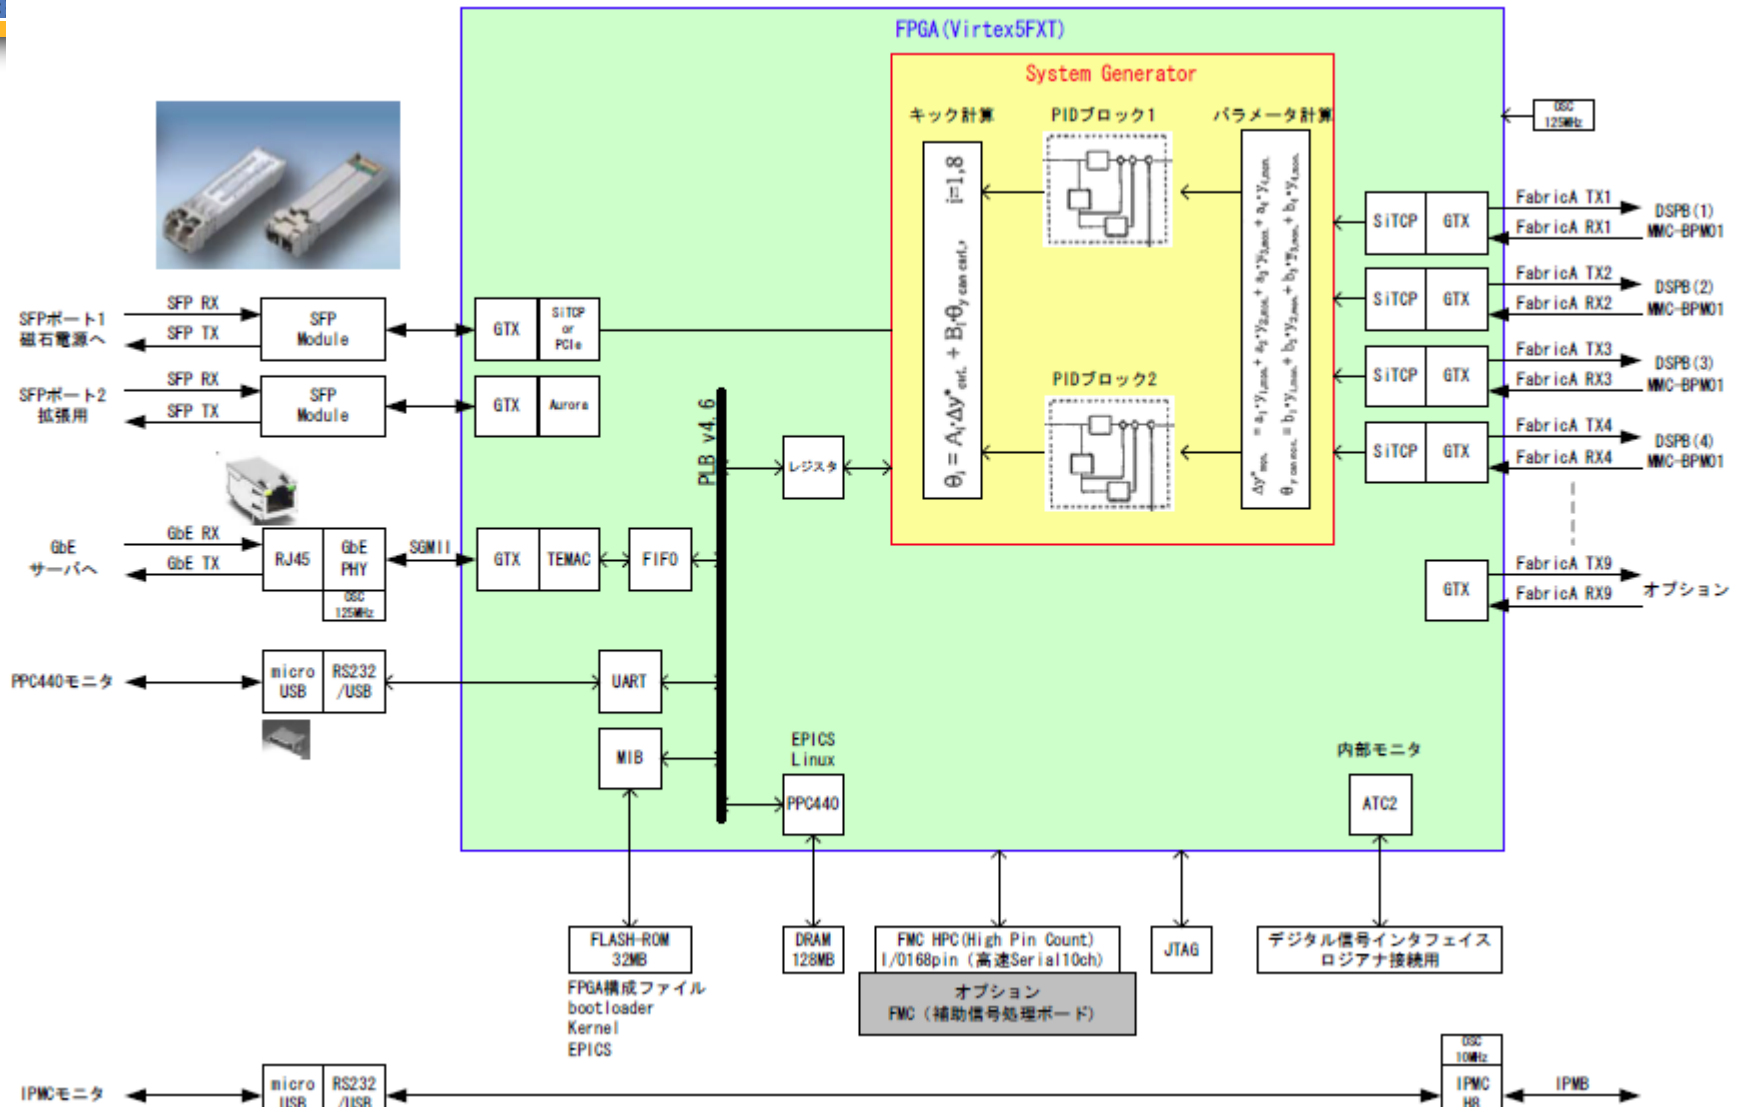 FPGA(Virtex5FXT)
System Generator
キック計算
PIDブロック1
パラメータ計算
OSC
125MHz
i=1,8
SiTCP
GTX
FabricA TX1
FabricA RX1
DSPB(1)
MMC-BPM01
SiTCP
GTX
FabricA TX2
FabricA RX2
DSPB(2)
MMC-BPM01
SFPポート1
磁石電源へ
SFP RX
SFP TX
SFP
Module
GTX
SiTCP
or
PCIe
PIDブロック2
SiTCP
GTX
FabricA TX3
FabricA RX3
DSPB(3)
MMC-BPM01
SFPポート2
拡張用
SFP RX
SFP TX
SFP
Module
GTX
Aurora
PLB v4,6
レジスタ
SiTCP
GTX
FabricA TX4
FabricA RX4
DSPB(4)
MMC-BPM01
GbE
サーバへ
GbE RX
GbE TX
RJ45
GbE
PHY
OSC
125MHz
SGMII
GTX
TEMAC
FIFO
GTX
FabricA TX9
FabricA RX9
オプション
PPC440モニタ
micro
USB
RS232
/USB
UART
MIB
EPICS
Linux
PPC440
内部モニタ
ATC2
FLASH-ROM
32MB
FPGA構成ファイル
bootloader
Kernel
EPICS
DRAM
128MB
FMC HPC(High Pin Count)
I/O168pin (高速Serial10ch)
オプション
FMC (補助信号処理ボード)
JTAG
デジタル信号インタフェイス
ロジアナ接続用
IPMCモニタ
micro
USB
RS232
/USB
OSC
10MHz
IPMC
H8
IPMB